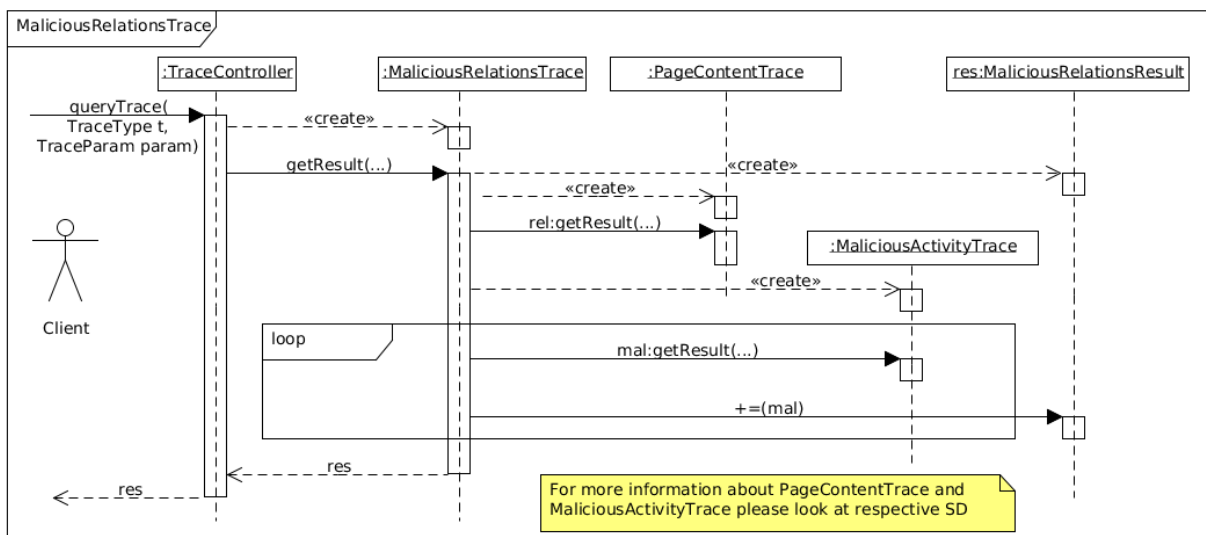 MaliciousRelationsTrace
:TraceController
:MaliciousRelationsTrace
:PageContentTrace
res:MaliciousRelationsResult
queryTrace(
TraceType t,
TraceParam param)
«create»
getResult(...)
«create»
«create»
rel:getResult(...)
:MaliciousActivityTrace
«create»
Client
loop
mal:getResult(...)
+=(mal)
res
res
For more information about PageContentTrace and
MaliciousActivityTrace please look at respective SD